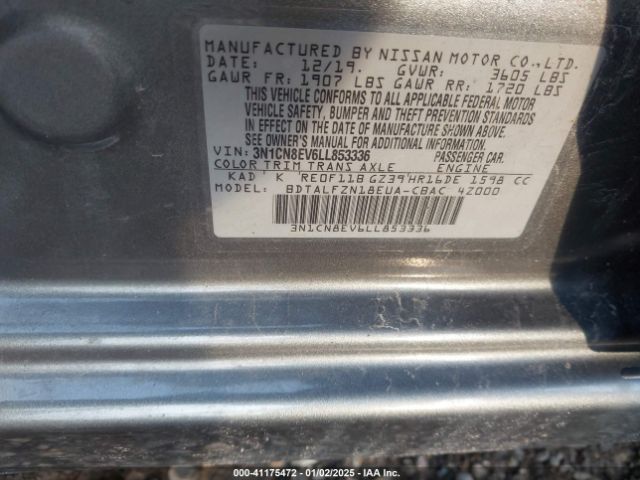 MANUFACTURED BY NISSAN MOTOR CO., LTD.
DATE: 12/19. GVWR: 3605 LBS
GAWR FR: 1907 LBS GAWR RR: 1720 LBS
THIS VEHICLE CONFORMS TO ALL APPLICABLE FEDERAL MOTOR
VEHICLE SAFETY, BUMPER AND THEFT PREVENTION STANDARDS
IN EFFECT ON THE DATE OF MANUFACTURE SHOWN ABOVE.
SEE OWNER'S MANUAL FOR ADDITIONAL INFORMATION
VIN: 3N1CN8EV6LL853336 PASSENGER CAR
COLOR TRIM TRANS AXLE ENGINE
KAD K RE0F11B GZ39 HR16DE 1598 CC
MODEL: BDTALFZN18EUA-CBAC 42000
3N1CN8EV6LL853336
000-41175472 - 01/02/2025 - IAA Inc.